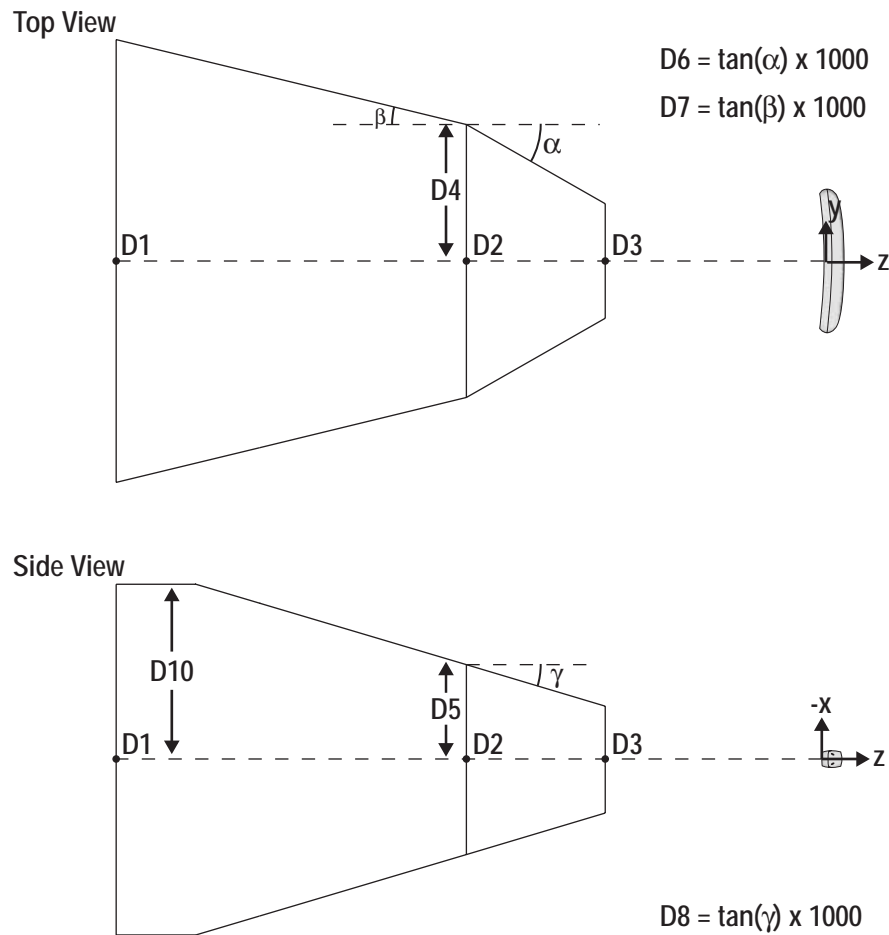 Top View
D6 = tan(α) x 1000
D7 = tan(β) x 1000
β
α
D4
y
D1
D2
D3
z
Side View
D10
γ
D5
-x
D1
D2
D3
z
D8 = tan(γ) x 1000